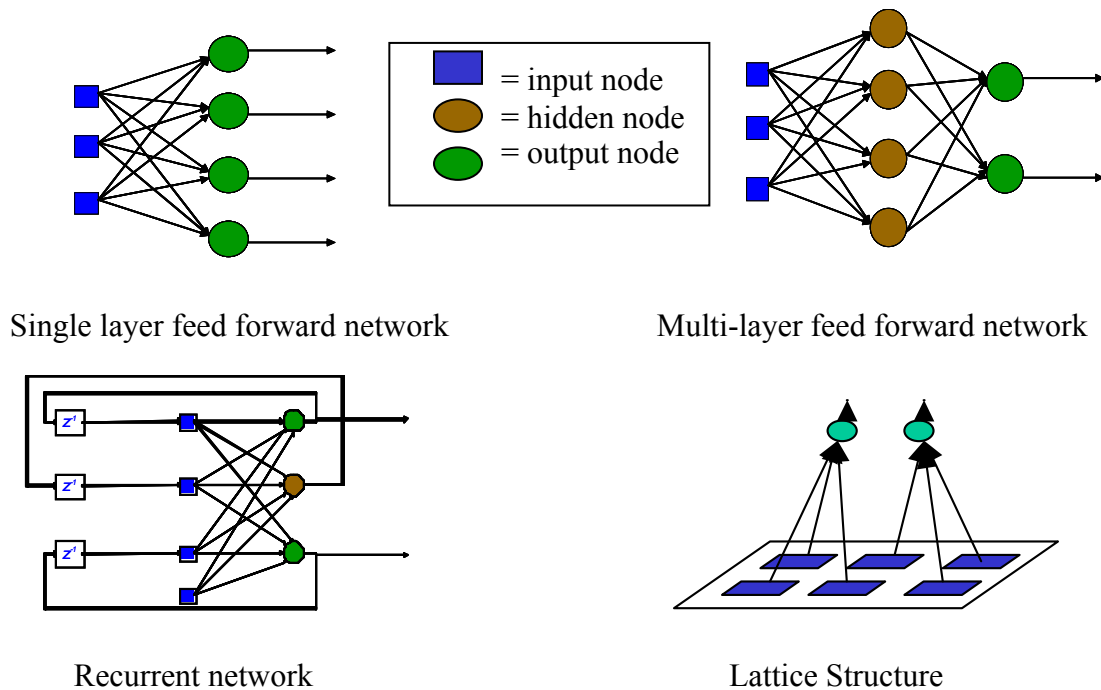 = input node
= hidden node
= output node
Single layer feed forward network
Multi-layer feed forward network
z⁻¹
z⁻¹
z⁻¹
Recurrent network
Lattice Structure